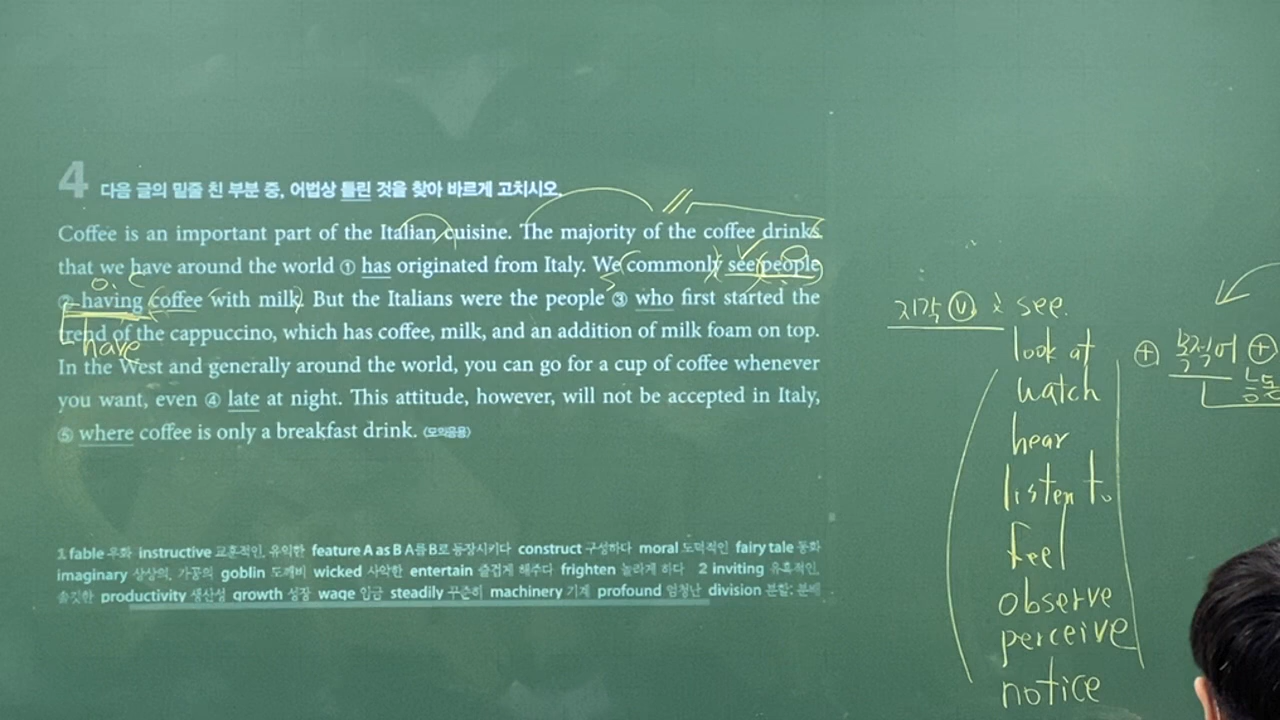 4 다음 글의 밑줄 친 부분 중, 어법상 틀린 것을 찾아 바르게 고치시오.
Coffee is an important part of the Italian cuisine. The majority of the coffee drinks
that we have around the world ① has originated from Italy. We commonly see people
② having coffee with milk. But the Italians were the people ③ who first started the
trend of the cappuccino, which has coffee, milk, and an addition of milk foam on top.
In the West and generally around the world, you can go for a cup of coffee whenever
you want, even ④ late at night. This attitude, however, will not be accepted in Italy,
⑤ where coffee is only a breakfast drink. (모의응용)
o. c
have
1 fable 우화 instructive 교훈적인, 유익한 feature A as B A를 B로 등장시키다 construct 구성하다 moral 도덕적인 fairy tale 동화
imaginary 상상의, 가공의 goblin 도깨비 wicked 사악한 entertain 즐겁게 해주다 frighten 놀라게 하다 2 inviting 유혹적인,
솔깃한 productivity 생산성 growth 성장 wage 임금 steadily 꾸준히 machinery 기계 profound 엄청난 division 분할; 분배
지각 V : see.
look at
watch
hear
listen to
feel
observe
perceive
notice
+ 목적어 +
능동